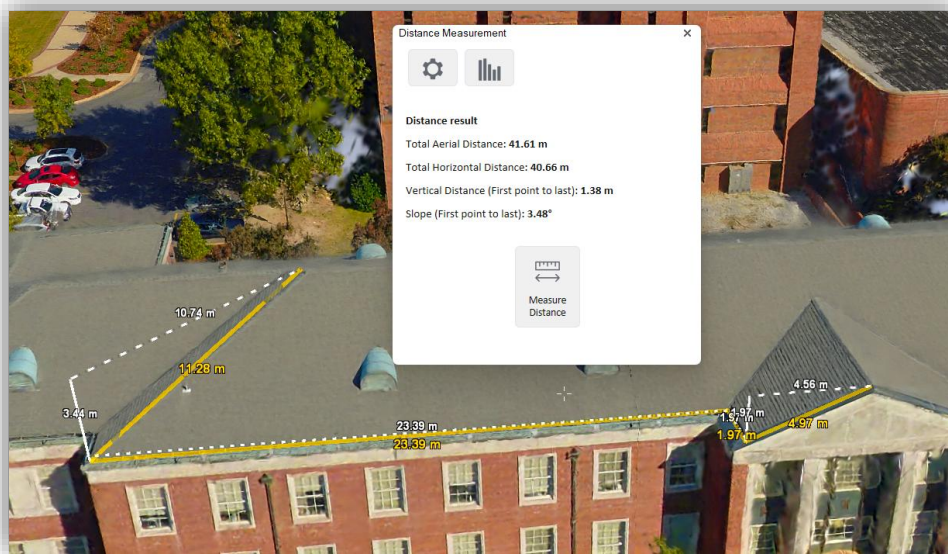 Distance Measurement
Distance result
Total Aerial Distance: 41.61 m
Total Horizontal Distance: 40.66 m
Vertical Distance (First point to last): 1.38 m
Slope (First point to last): 3.48°
Measure
Distance
10.74 m
11.28 m
3.44 m
23.39 m
23.39 m
1.97 m
1.97 m
1.97 m
4.56 m
4.97 m